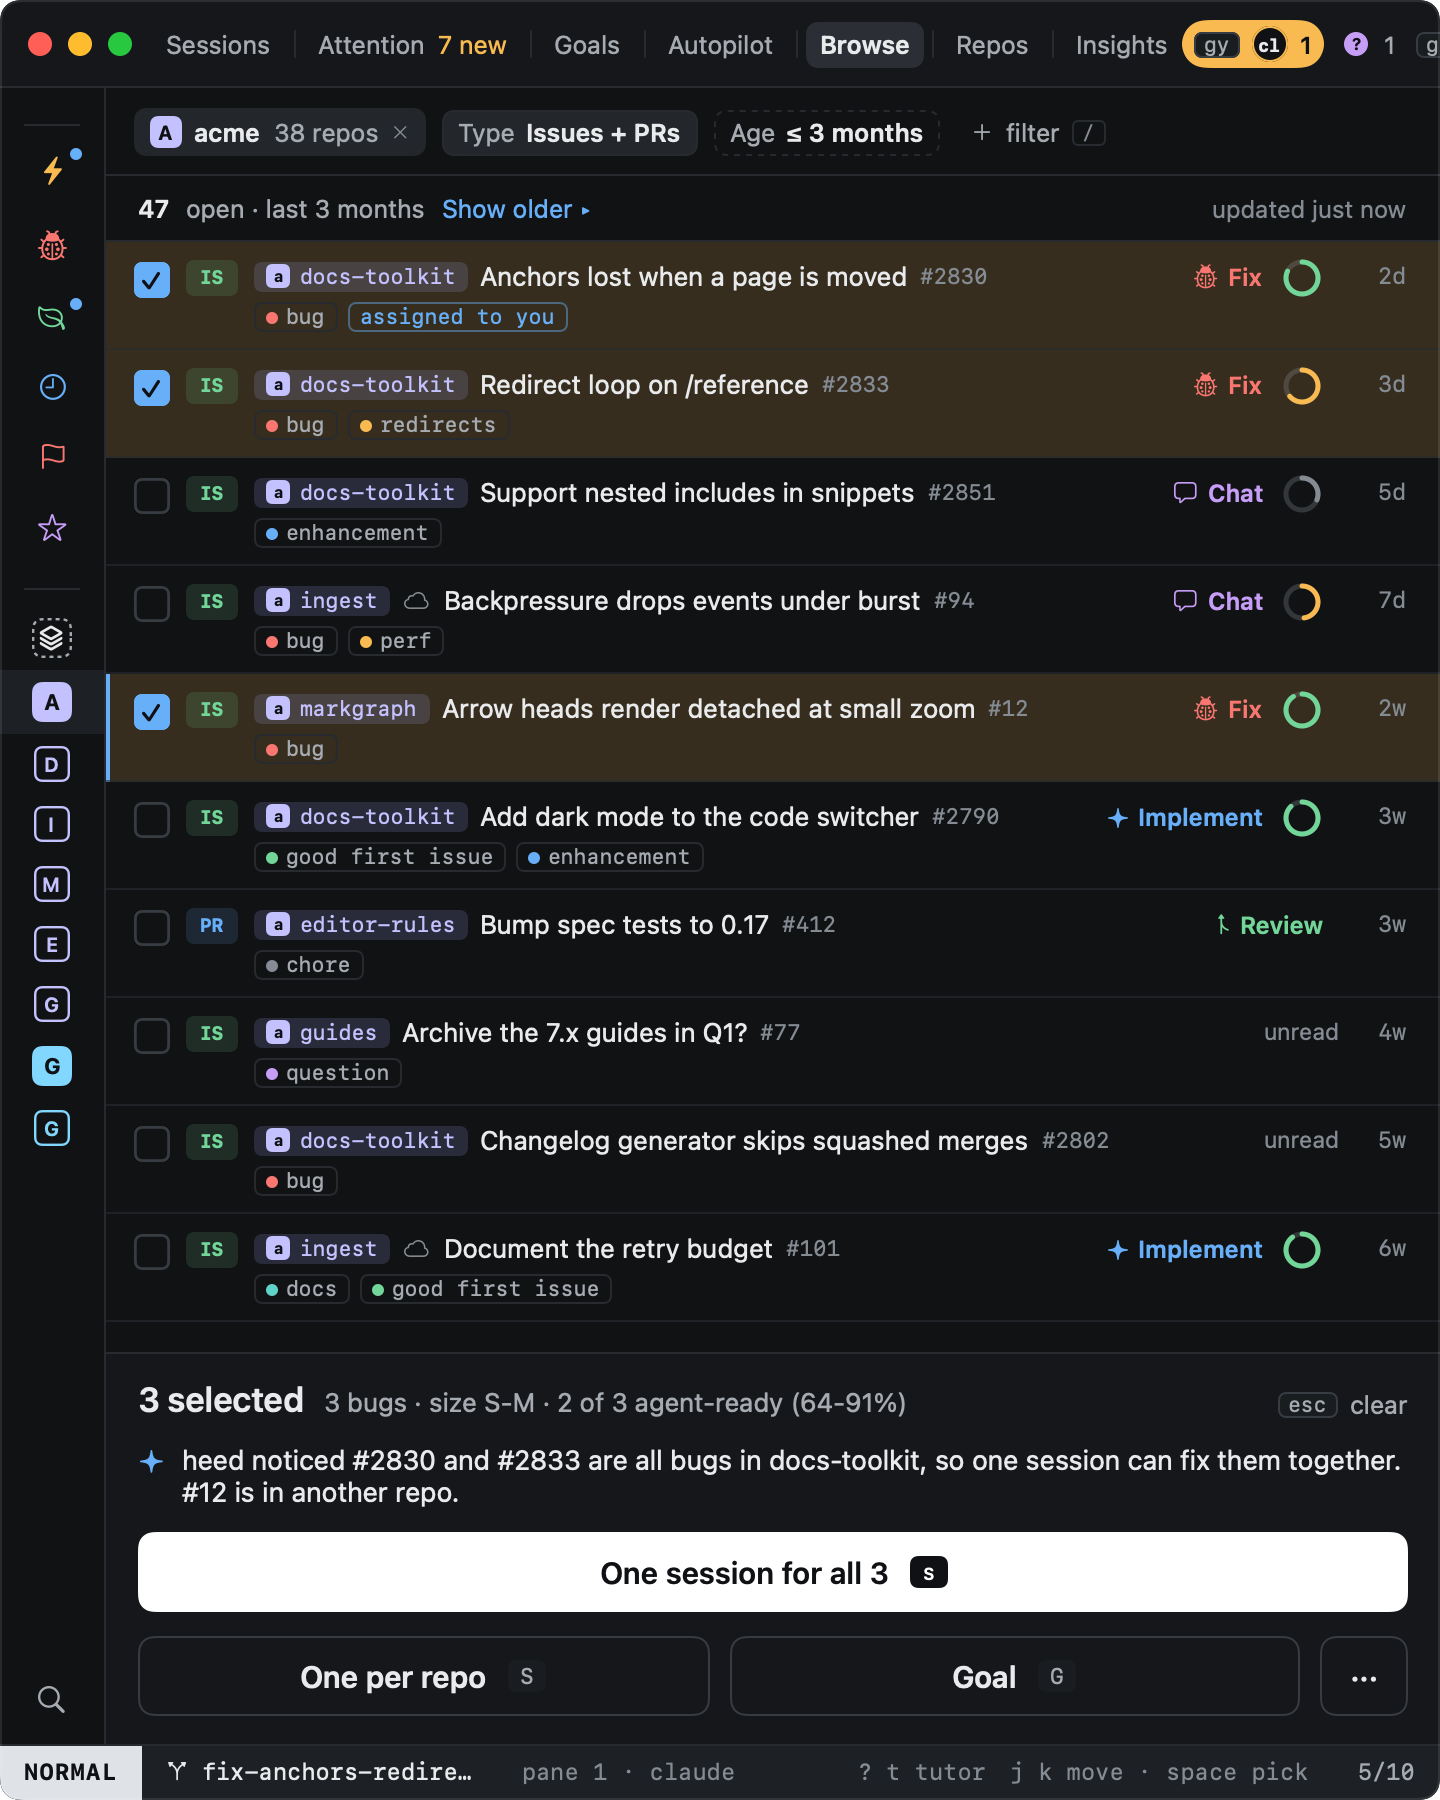 Sessions Attention 7 new Goals Autopilot Browse Repos Insights gy cl 1 ? 1
A acme 38 repos × Type Issues + PRs Age ≤ 3 months + filter /
47 open · last 3 months Show older ▸ updated just now
IS a docs-toolkit Anchors lost when a page is moved #2830 Fix 2d
bug assigned to you
IS a docs-toolkit Redirect loop on /reference #2833 Fix 3d
bug redirects
IS a docs-toolkit Support nested includes in snippets #2851 Chat 5d
enhancement
IS a ingest Backpressure drops events under burst #94 Chat 7d
bug perf
A
IS a markgraph Arrow heads render detached at small zoom #12 Fix 2w
bug
D
I
IS a docs-toolkit Add dark mode to the code switcher #2790 Implement 3w
good first issue enhancement
M
E
PR a editor-rules Bump spec tests to 0.17 #412 Review 3w
chore
G
IS a guides Archive the 7.x guides in Q1? #77 unread 4w
question
G
G
IS a docs-toolkit Changelog generator skips squashed merges #2802 unread 5w
bug
IS a ingest Document the retry budget #101 Implement 6w
docs good first issue
3 selected 3 bugs · size S-M · 2 of 3 agent-ready (64-91%) esc clear
heed noticed #2830 and #2833 are all bugs in docs-toolkit, so one session can fix them together.
#12 is in another repo.
One session for all 3 s
One per repo S Goal G ...
NORMAL fix-anchors-redire… pane 1 · claude ? t tutor j k move · space pick 5/10